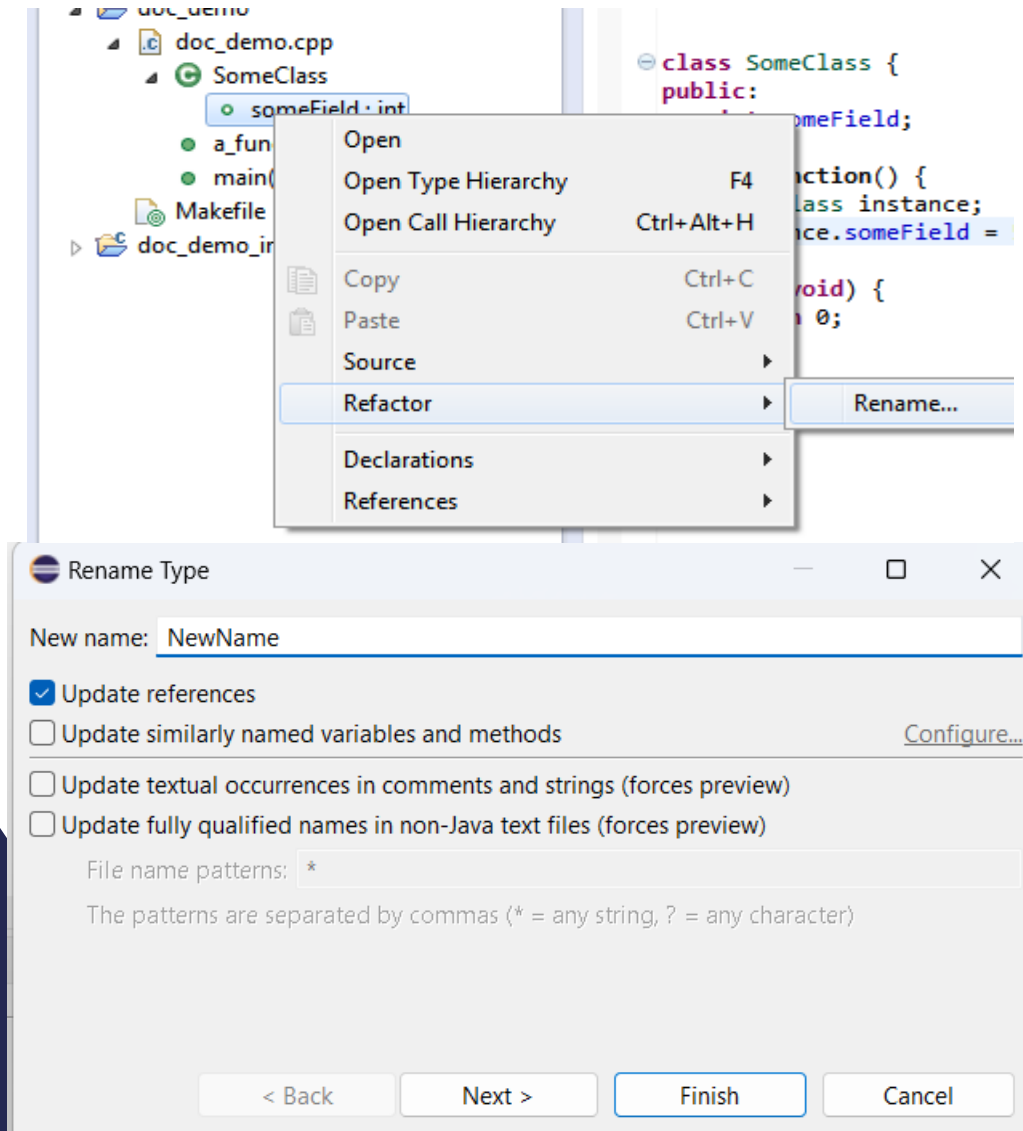 doc_demo
doc_demo.cpp
SomeClass
someField : int
a_fun
main(
Makefile
doc_demo_in
class SomeClass {
public:
omeField;
nction() {
lass instance;
nce.someField =
void) {
n 0;
Open
Open Type Hierarchy F4
Open Call Hierarchy Ctrl+Alt+H
Copy Ctrl+C
Paste Ctrl+V
Source
Refactor
Rename...
Declarations
References
Rename Type
New name: NewName
Update references
Update similarly named variables and methods Configure...
Update textual occurrences in comments and strings (forces preview)
Update fully qualified names in non-Java text files (forces preview)
File name patterns: *
The patterns are separated by commas (* = any string, ? = any character)
< Back Next > Finish Cancel